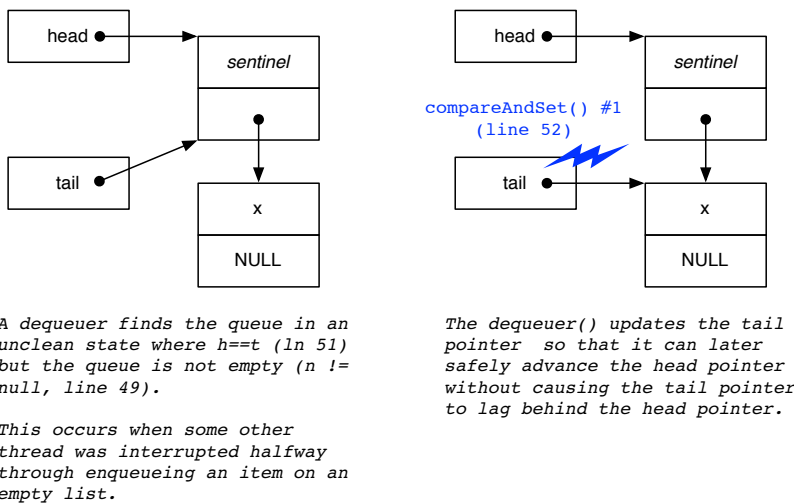 head
sentinel
tail
x
NULL
A dequeuer finds the queue in an
unclean state where h==t (ln 51)
but the queue is not empty (n !=
null, line 49).
This occurs when some other
thread was interrupted halfway
through enqueueing an item on an
empty list.
head
sentinel
compareAndSet() #1
(line 52)
tail
x
NULL
The dequeuer() updates the tail
pointer  so that it can later
safely advance the head pointer
without causing the tail pointer
to lag behind the head pointer.